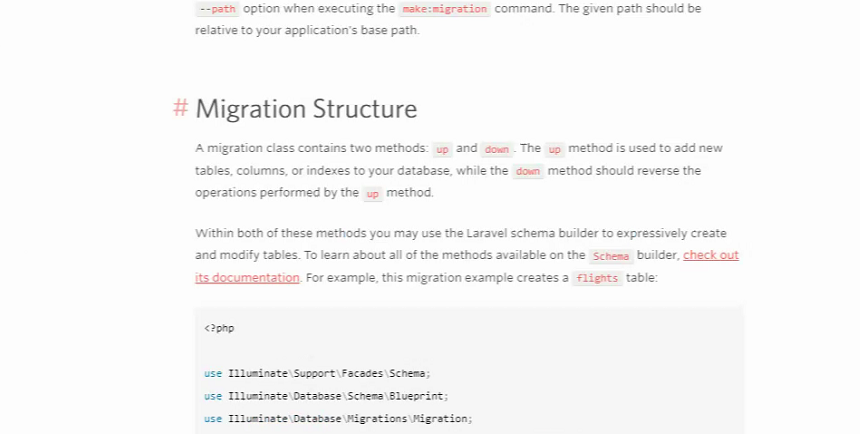 --path option when executing the make:migration command. The given path should be
relative to your application's base path.
# Migration Structure
A migration class contains two methods: up and down. The up method is used to add new
tables, columns, or indexes to your database, while the down method should reverse the
operations performed by the up method.
Within both of these methods you may use the Laravel schema builder to expressively create
and modify tables. To learn about all of the methods available on the Schema builder, check out
its documentation. For example, this migration example creates a flights table:
<?php
use Illuminate\Support\Facades\Schema;
use Illuminate\Database\Schema\Blueprint;
use Illuminate\Database\Migrations\Migration;